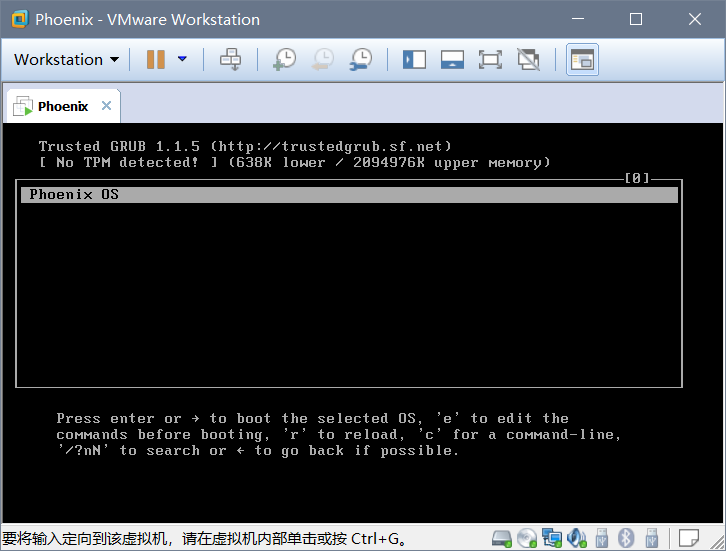 Phoenix - VMware Workstation
Workstation
Phoenix
Trusted GRUB 1.1.5 (http://trustedgrub.sf.net)
[ No TPM detected! ] (638K lower / 2094976K upper memory)
[0]
Phoenix OS
Press enter or → to boot the selected OS, 'e' to edit the
commands before booting, 'r' to reload, 'c' for a command-line,
'/?nN' to search or ← to go back if possible.
要将输入定向到该虚拟机，请在虚拟机内部单击或按 Ctrl+G。